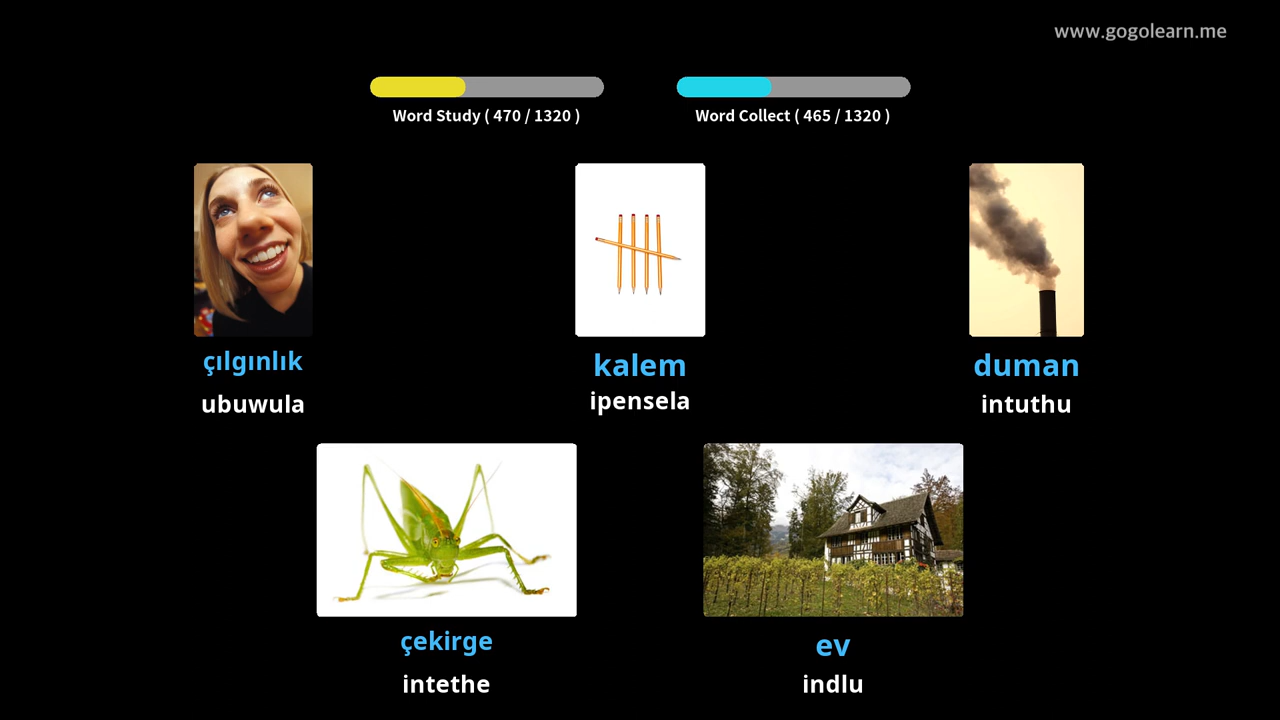 www.gogolearn.me
Word Study ( 470 / 1320 )
Word Collect ( 465 / 1320 )
çılgınlık
ubuwula
kalem
ipensela
duman
intuthu
çekirge
intethe
ev
indlu